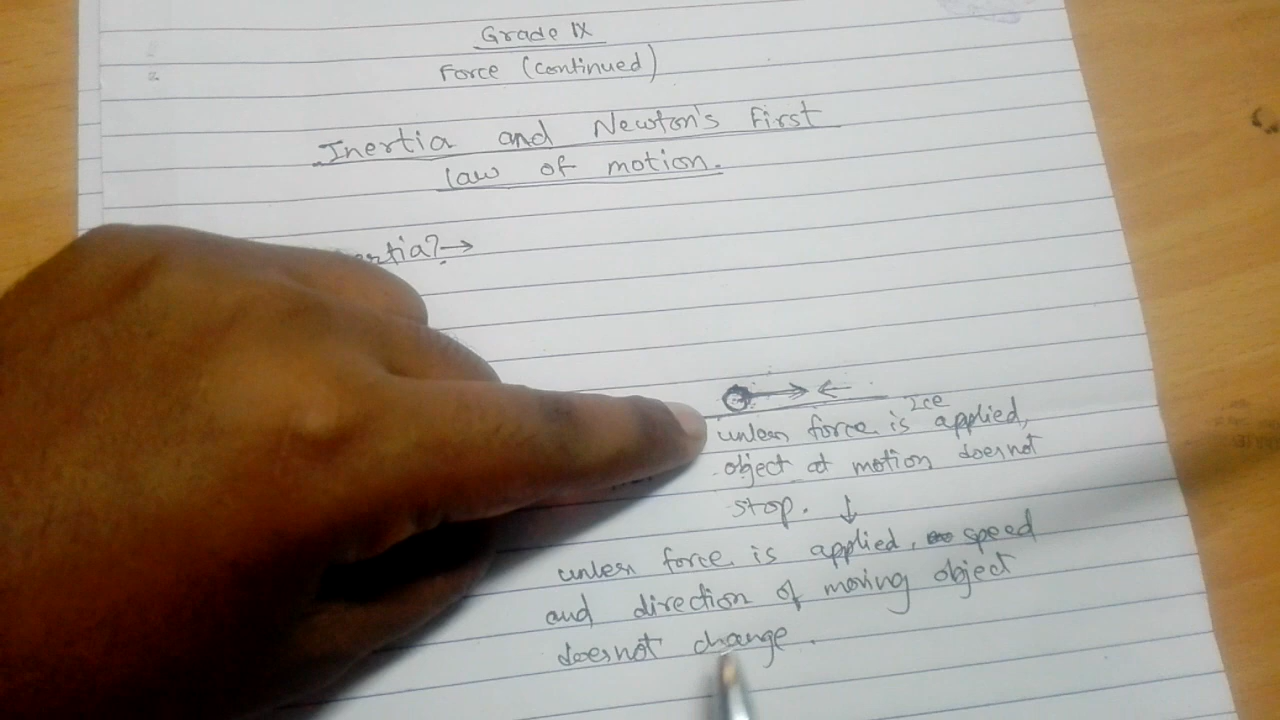 Grade IX
Force (continued)
Inertia and Newton's First
law of motion.
ertia? →
→ ←
unless force is applied,
object at motion doesnot
stop. ↓
unless force is applied, speed
and direction of moving object
doesnot change.